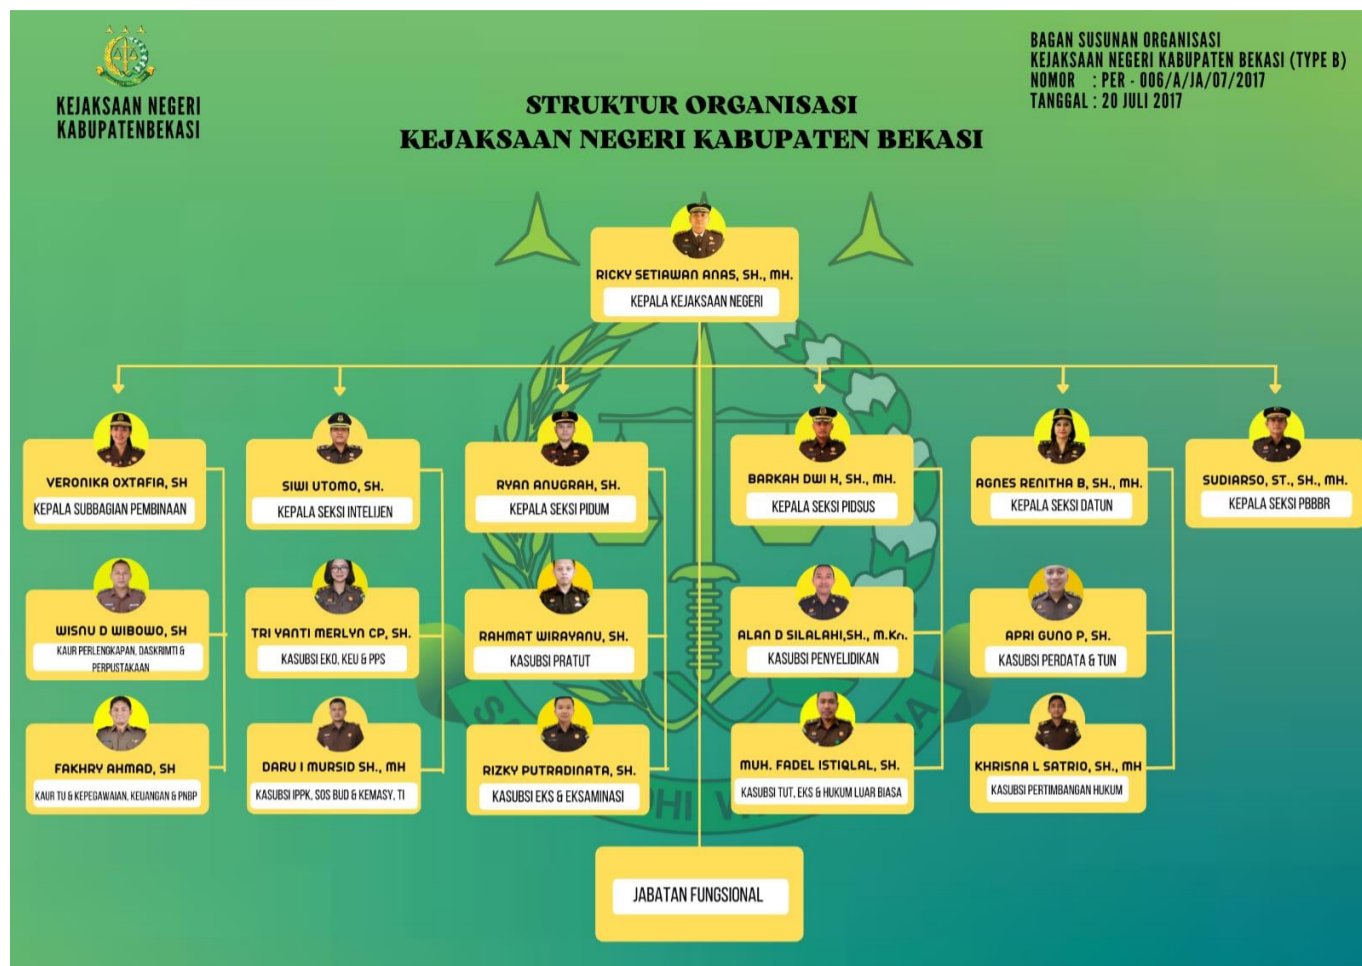 KEJAKSAAN NEGERI
KABUPATENBEKASI
BAGAN SUSUNAN ORGANISASI
KEJAKSAAN NEGERI KABUPATEN BEKASI (TYPE B)
NOMOR : PER - 006/A/JA/07/2017
TANGGAL : 20 JULI 2017
STRUKTUR ORGANISASI
KEJAKSAAN NEGERI KABUPATEN BEKASI
RICKY SETIAWAN ANAS, SH., MH.
KEPALA KEJAKSAAN NEGERI
VERONIKA OXTAFIA, SH
KEPALA SUBBAGIAN PEMBINAAN
SIWI UTOMO, SH.
KEPALA SEKSI INTELIJEN
RYAN ANUGRAH, SH.
KEPALA SEKSI PIDUM
BARKAH DWI H, SH., MH.
KEPALA SEKSI PIDSUS
AGNES RENITHA B, SH., MH.
KEPALA SEKSI DATUN
SUDIARSO, ST., SH., MH.
KEPALA SEKSI PBBBR
WISNU D WIBOWO, SH
KAUR PERLENGKAPAN, DASKRIMTI &
PERPUSTAKAAN
TRI YANTI MERLYN CP, SH.
KASUBSI EKO, KEU & PPS
RAHMAT WIRAYANU, SH.
KASUBSI PRATUT
ALAN D SILALAHI,SH., M.Kn.
KASUBSI PENYELIDIKAN
APRI GUNO P, SH.
KASUBSI PERDATA & TUN
FAKHRY AHMAD, SH
KAUR TU & KEPEGAWAIAN, KEUANGAN & PNBP
DARU I MURSID SH., MH
KASUBSI IPPK, SOS BUD & KEMASY, TI
RIZKY PUTRADINATA, SH.
KASUBSI EKS & EKSAMINASI
MUH. FADEL ISTIQLAL, SH.
KASUBSI TUT, EKS & HUKUM LUAR BIASA
KHRISNA L SATRIO, SH., MH
KASUBSI PERTIMBANGAN HUKUM
JABATAN FUNGSIONAL